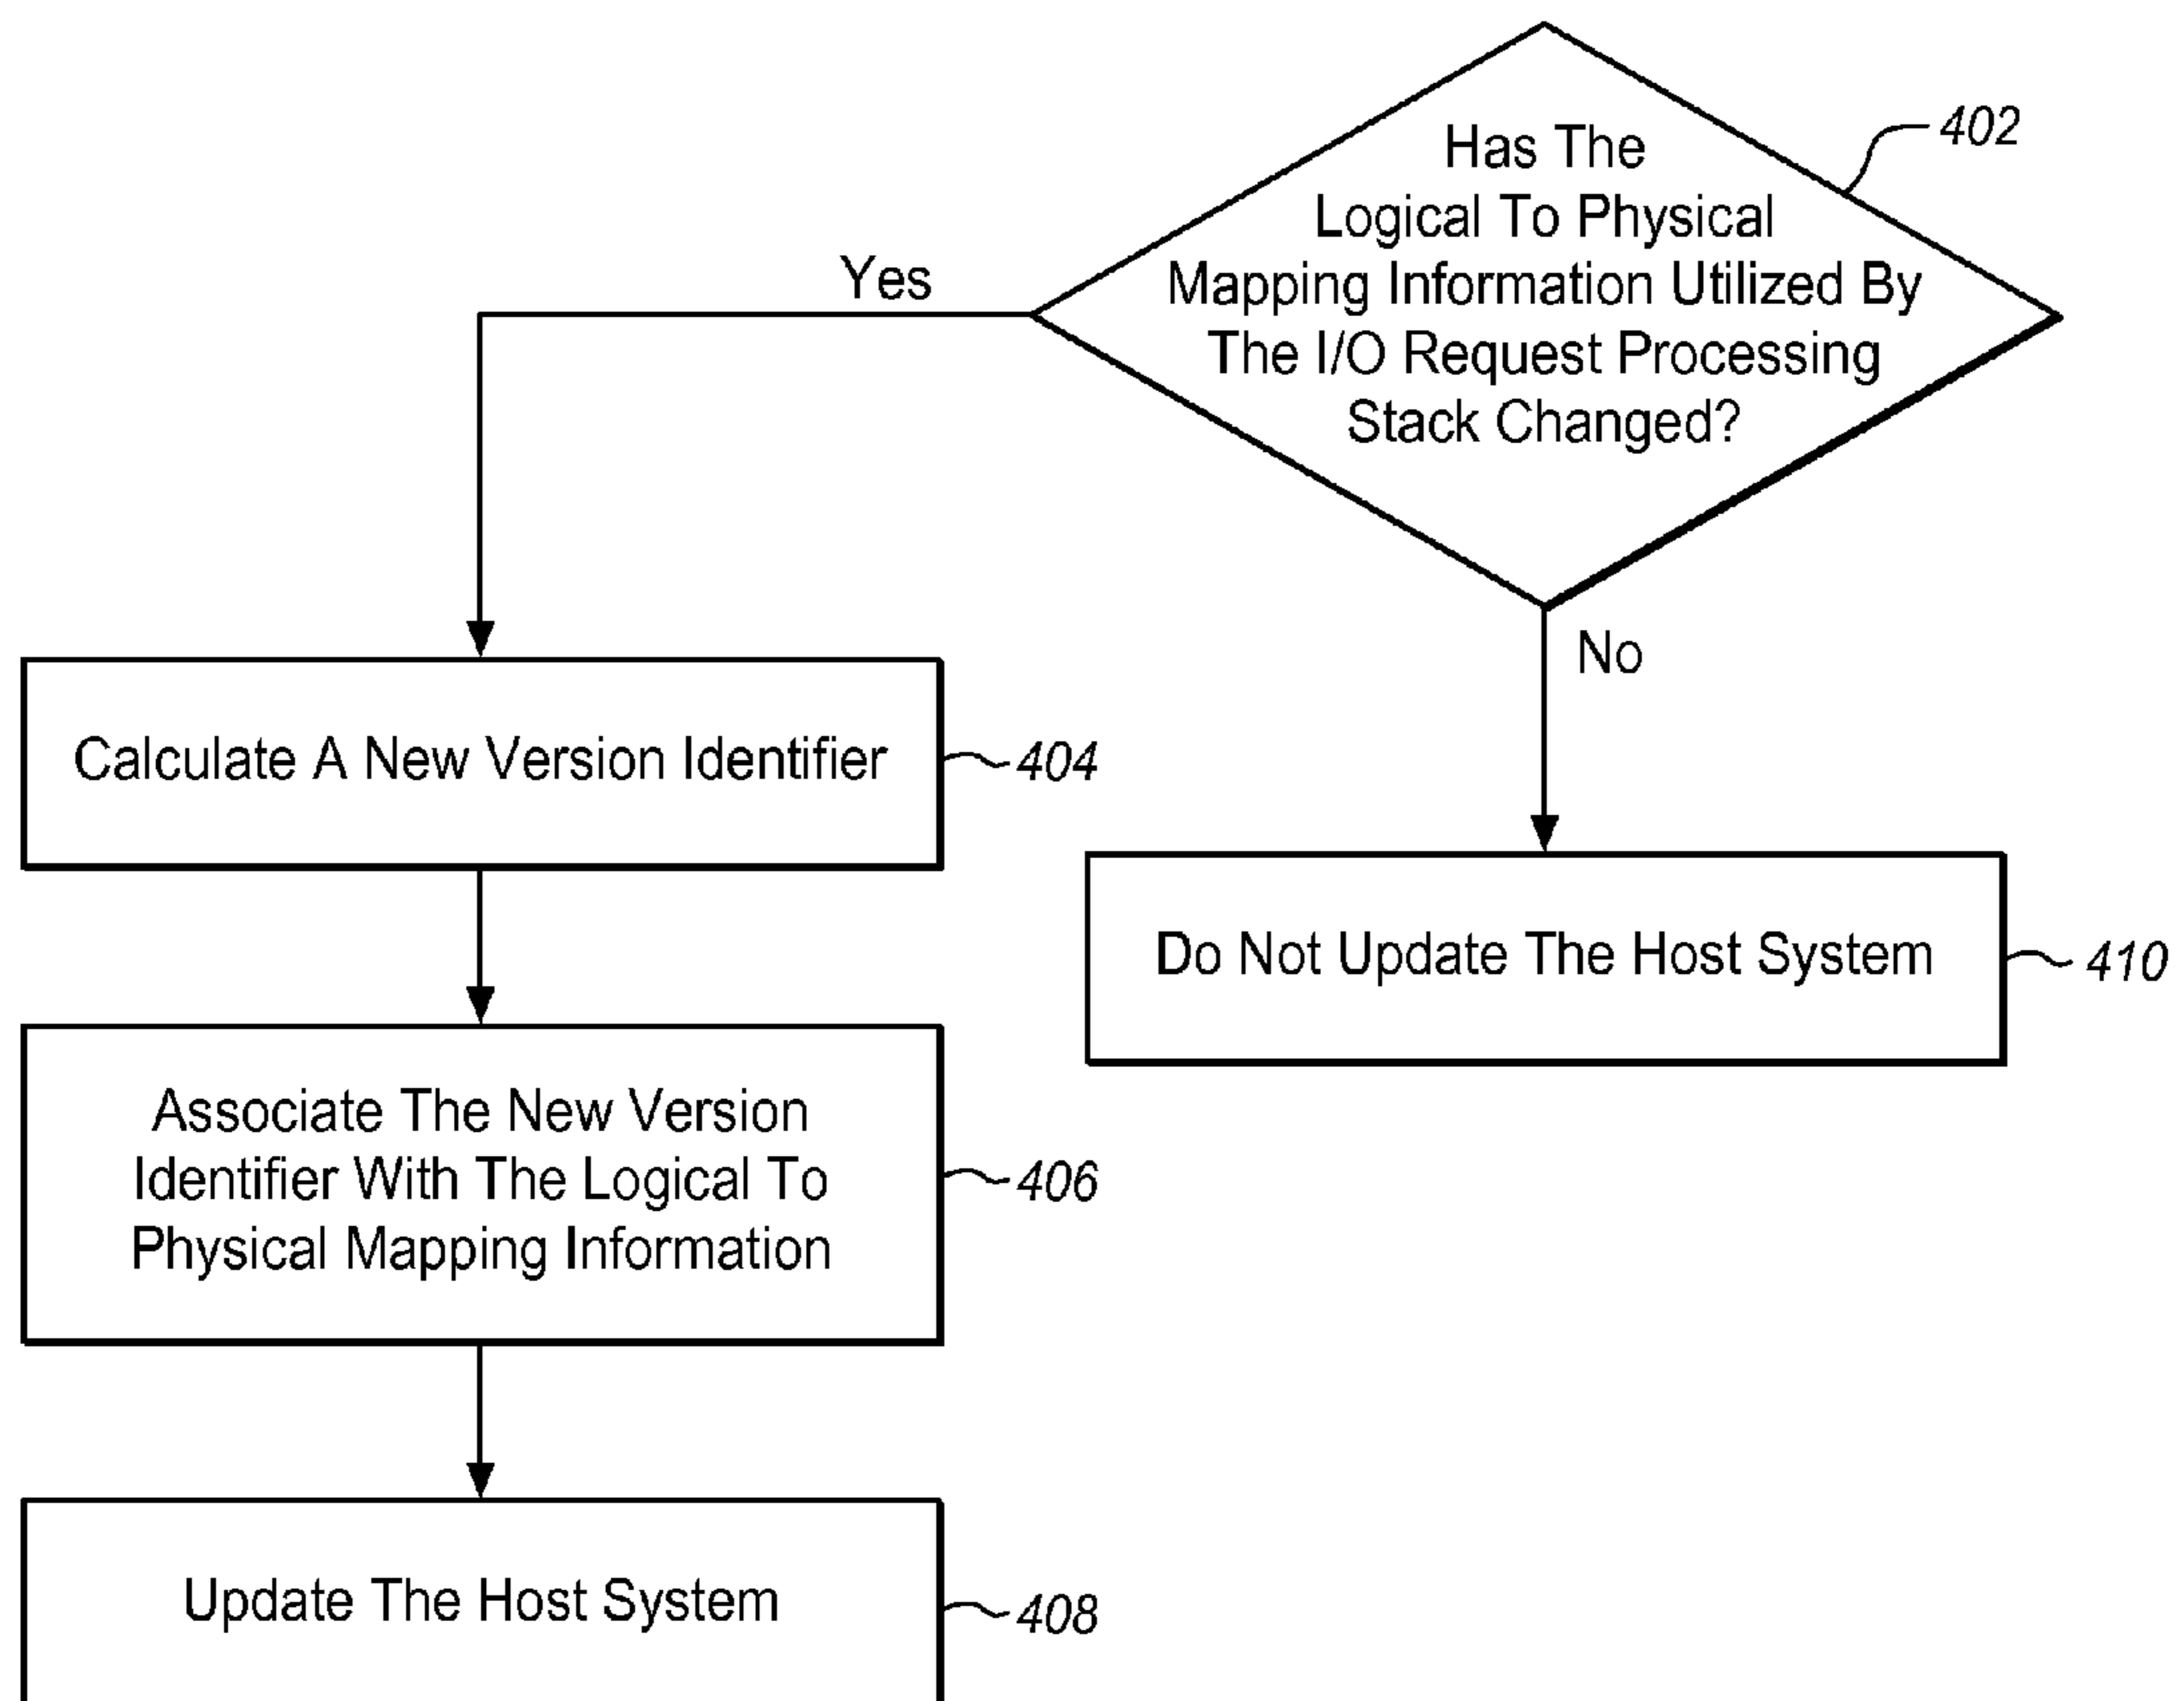 Has The
Logical To Physical
Mapping Information Utilized By
The I/O Request Processing
Stack Changed?
402
Yes
No
Calculate A New Version Identifier
404
Do Not Update The Host System
410
Associate The New Version
Identifier With The Logical To
Physical Mapping Information
406
Update The Host System
408